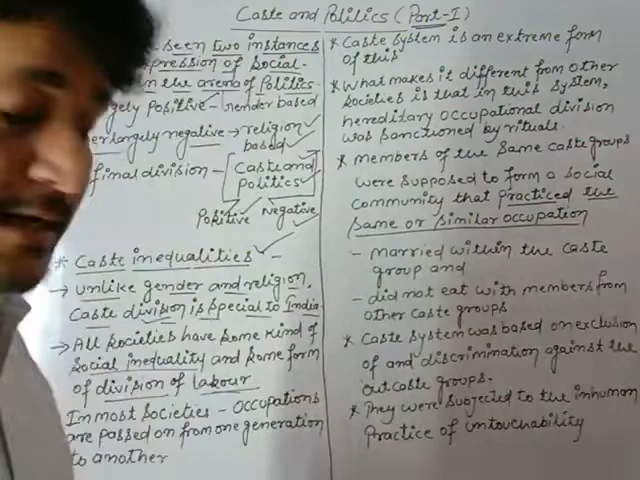 Caste and Politics (Part-I)
seen two instances
expression of social
in the arena of Politics.
largely positive - Gender based
largely negative → religion
based
final division - Caste and
Politics
Positive Negative
* Caste inequalities -
→ unlike gender and religion,
Caste division is special to India
→ All societies have some kind of
social inequality and some form
of division of labour
In most societies - occupations
are passed on from one generation
to another
* Caste system is an extreme form
of this
* What makes it different from other
societies is that in this system,
hereditary occupational division
was sanctioned by rituals.
* members of the same caste groups
were supposed to form a social
community that practiced the
same or similar occupation
- married within the caste
group and
- did not eat with members from
other caste groups
* Caste system was based on exclusion
of and discrimination against the
outcaste groups.
* They were subjected to the inhuman
practice of untouchability